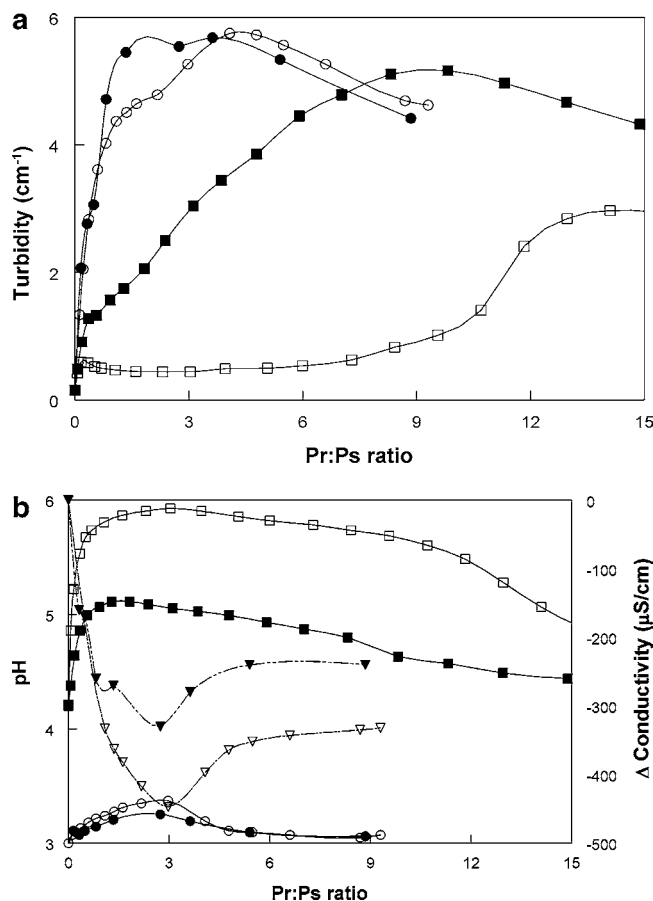 a
6
4
2
0
Turbidity (cm⁻¹)
0 3 6 9 12 15
Pr:Ps ratio
b
6
5
4
3
pH
0
-100
-200
-300
-400
-500
Δ Conductivity (µS/cm)
0 3 6 9 12 15
Pr:Ps ratio